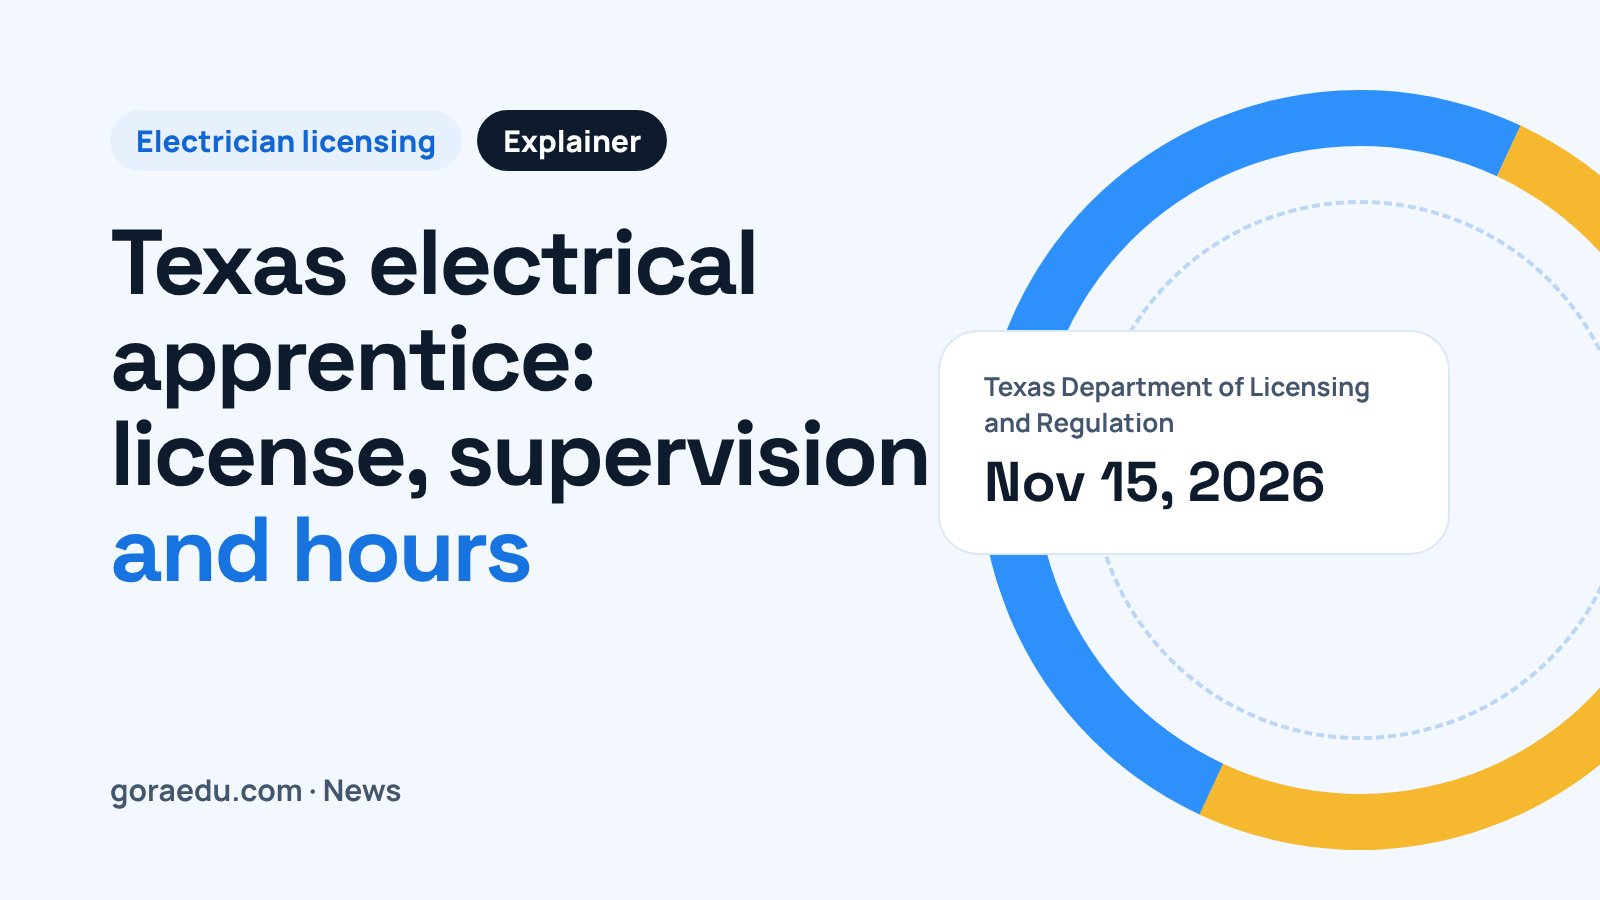 Electrician licensing
Explainer
Texas electrical
apprentice:
license, supervision
and hours
Texas Department of Licensing
and Regulation
Nov 15, 2026
goraedu.com · News